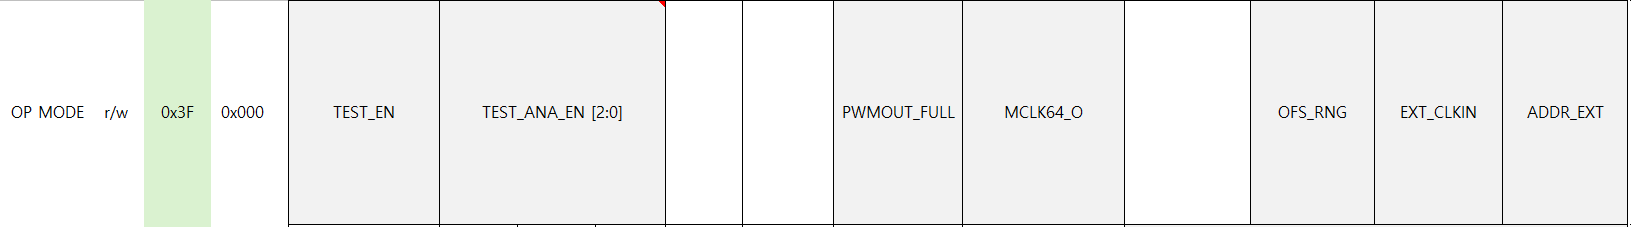 OP MODE r/w 0x3F 0x000 TEST_EN TEST_ANA_EN [2:0] PWMOUT_FULL MCLK64_O OFS_RNG EXT_CLKIN ADDR_EXT